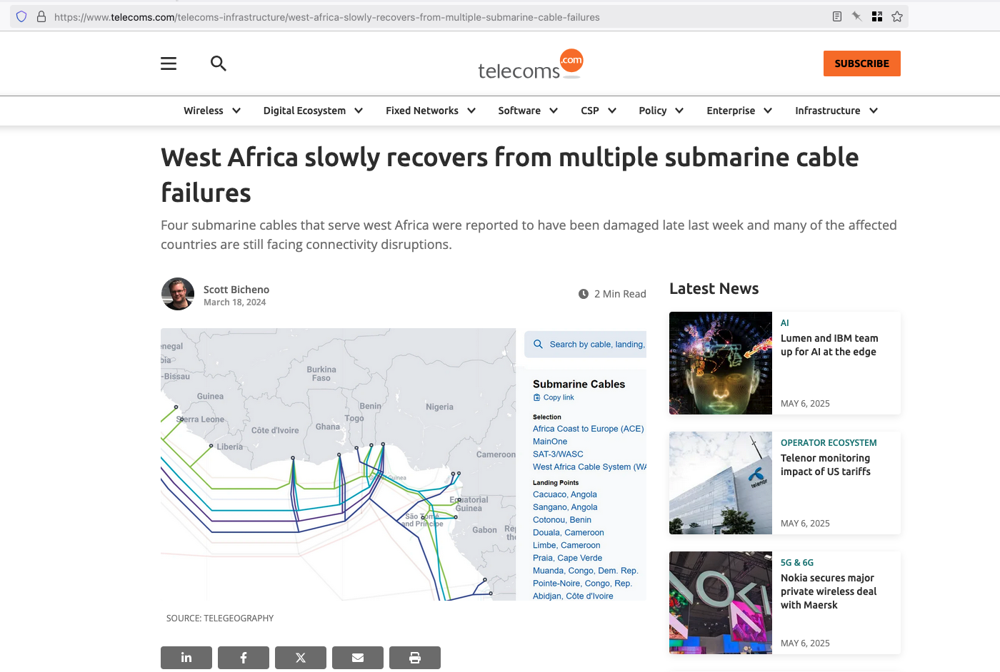 https://www.telecoms.com/telecoms-infrastructure/west-africa-slowly-recovers-from-multiple-submarine-cable-failures
telecoms.com
SUBSCRIBE
Wireless Digital Ecosystem Fixed Networks Software CSP Policy Enterprise Infrastructure
West Africa slowly recovers from multiple submarine cable
failures
Four submarine cables that serve west Africa were reported to have been damaged late last week and many of the affected
countries are still facing connectivity disruptions.
Scott Bicheno
March 18, 2024
2 Min Read
enegal
bia
-Bissau
Guinea
Sierra Leone
Liberia
Côte d'Ivoire
Burkina
Faso
Ghana
Togo
Benin
Nigeria
Cameroon
Guinea
Equatorial
Guinea
São Tomé
and Príncipe
Gabon
Rep
the
Search by cable, landing,
Submarine Cables
Copy link
Selection
Africa Coast to Europe (ACE)
MainOne
SAT-3/WASC
West Africa Cable System (WA
Landing Points
Cacuaco, Angola
Sangano, Angola
Cotonou, Benin
Douala, Cameroon
Limbe, Cameroon
Praia, Cape Verde
Muanda, Congo, Dem. Rep.
Pointe-Noire, Congo, Rep.
Abidjan, Côte d'Ivoire
SOURCE: TELEGEOGRAPHY
Latest News
AI
Lumen and IBM team
up for AI at the edge
MAY 6, 2025
OPERATOR ECOSYSTEM
Telenor monitoring
impact of US tariffs
telenor
MAY 6, 2025
5G & 6G
Nokia secures major
private wireless deal
with Maersk
NOKI
MAY 6, 2025